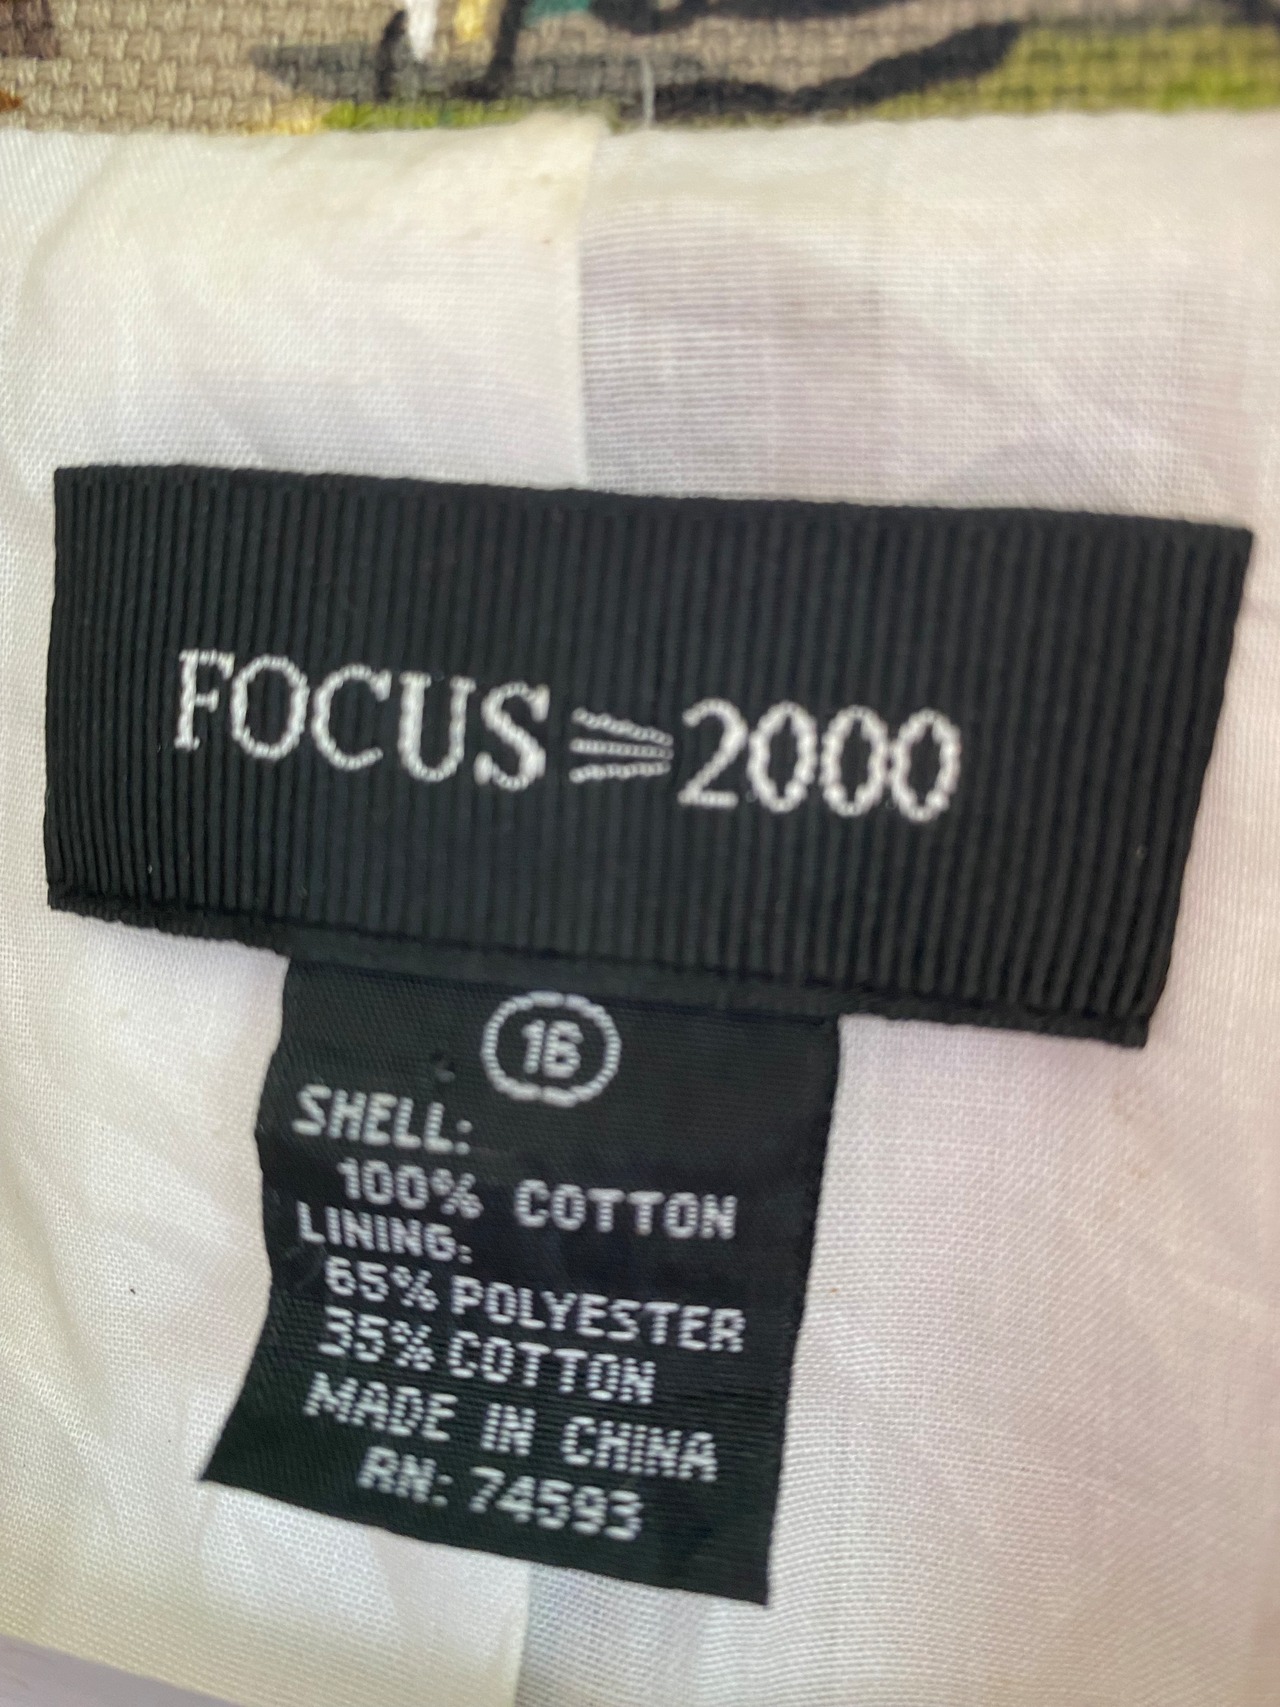 FOCUS 2000
16
SHELL:
100% COTTON
LINING:
65% POLYESTER
35% COTTON
MADE IN CHINA
RN: 74593